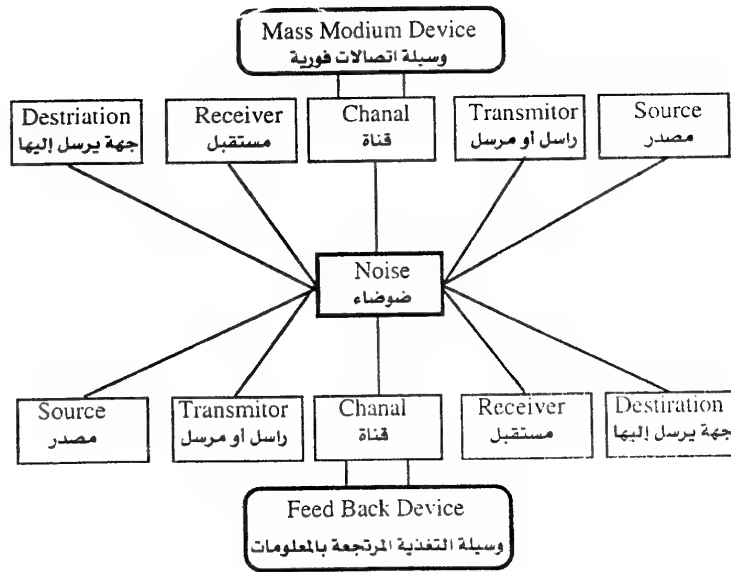 Mass Modium Device
وسيلة اتصالات فورية
Destriation
جهة يرسل إليها
Receiver
مستقبل
Chanal
قناة
Transmitor
راسل أو مرسل
Source
مصدر
Noise
ضوضاء
Source
مصدر
Transmitor
راسل أو مرسل
Chanal
قناة
Receiver
مستقبل
Destiration
جهة يرسل إليها
Feed Back Device
وسيلة التغذية المرتجعة بالمعلومات